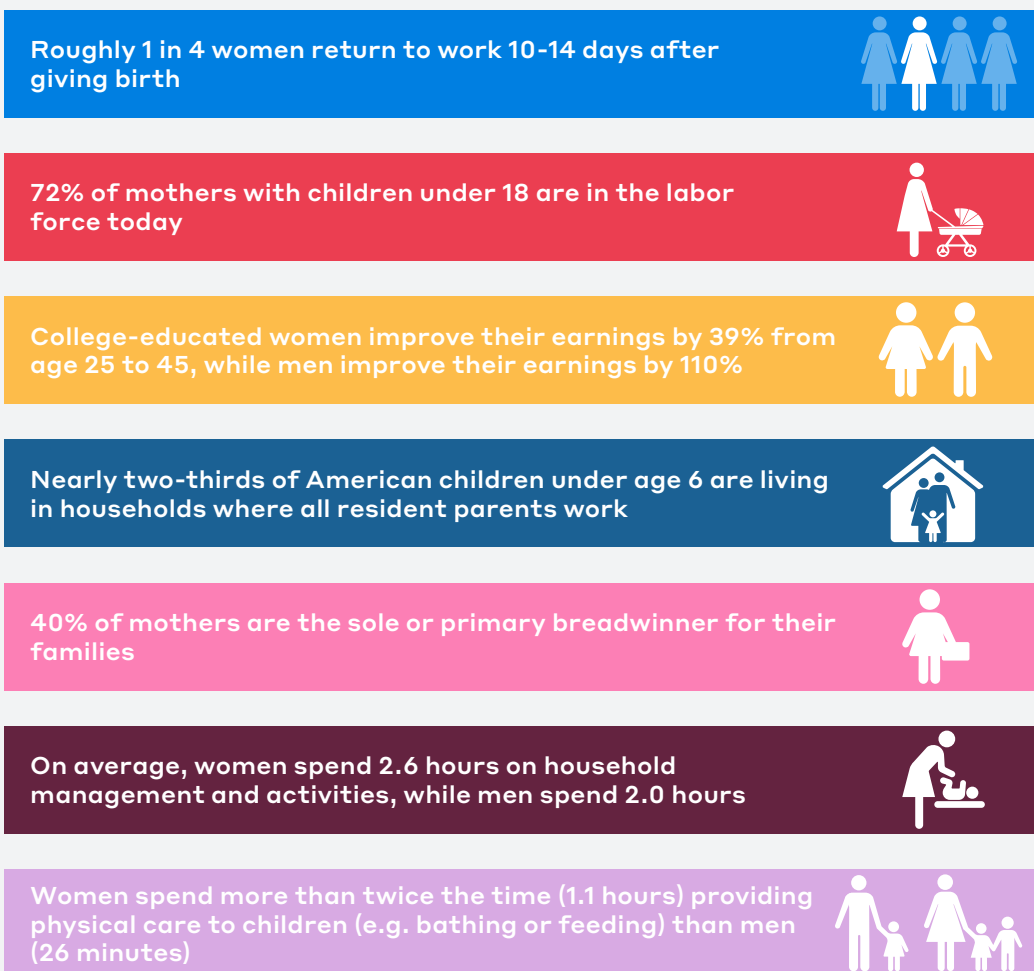 Roughly 1 in 4 women return to work 10-14 days after
giving birth
72% of mothers with children under 18 are in the labor
force today
College-educated women improve their earnings by 39% from
age 25 to 45, while men improve their earnings by 110%
Nearly two-thirds of American children under age 6 are living
in households where all resident parents work
40% of mothers are the sole or primary breadwinner for their
families
On average, women spend 2.6 hours on household
management and activities, while men spend 2.0 hours
Women spend more than twice the time (1.1 hours) providing
physical care to children (e.g. bathing or feeding) than men
(26 minutes)